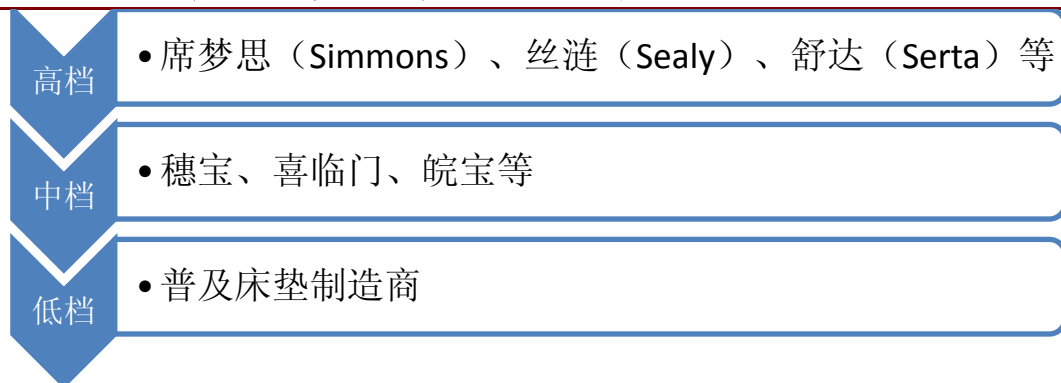 高档
•席梦思（Simmons）、丝涟（Sealy）、舒达（Serta）等
中档
•穗宝、喜临门、皖宝等
低档
•普及床垫制造商